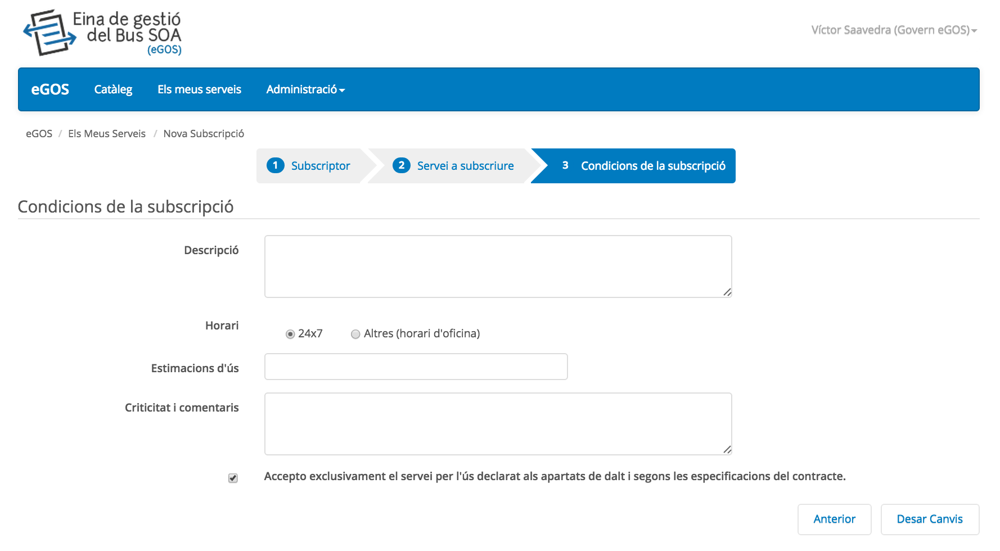 Eina de gestió
del Bus SOA
(eGOS)
Víctor Saavedra (Govern eGOS)
eGOS Catàleg Els meus serveis Administració
eGOS / Els Meus Serveis / Nova Subscripció
1 Subscriptor 2 Servei a subscriure 3 Condicions de la subscripció
Condicions de la subscripció
Descripció
Horari 24x7 Altres (horari d'oficina)
Estimacions d'ús
Criticitat i comentaris
Accepto exclusivament el servei per l'ús declarat als apartats de dalt i segons les especificacions del contracte.
Anterior Desar Canvis